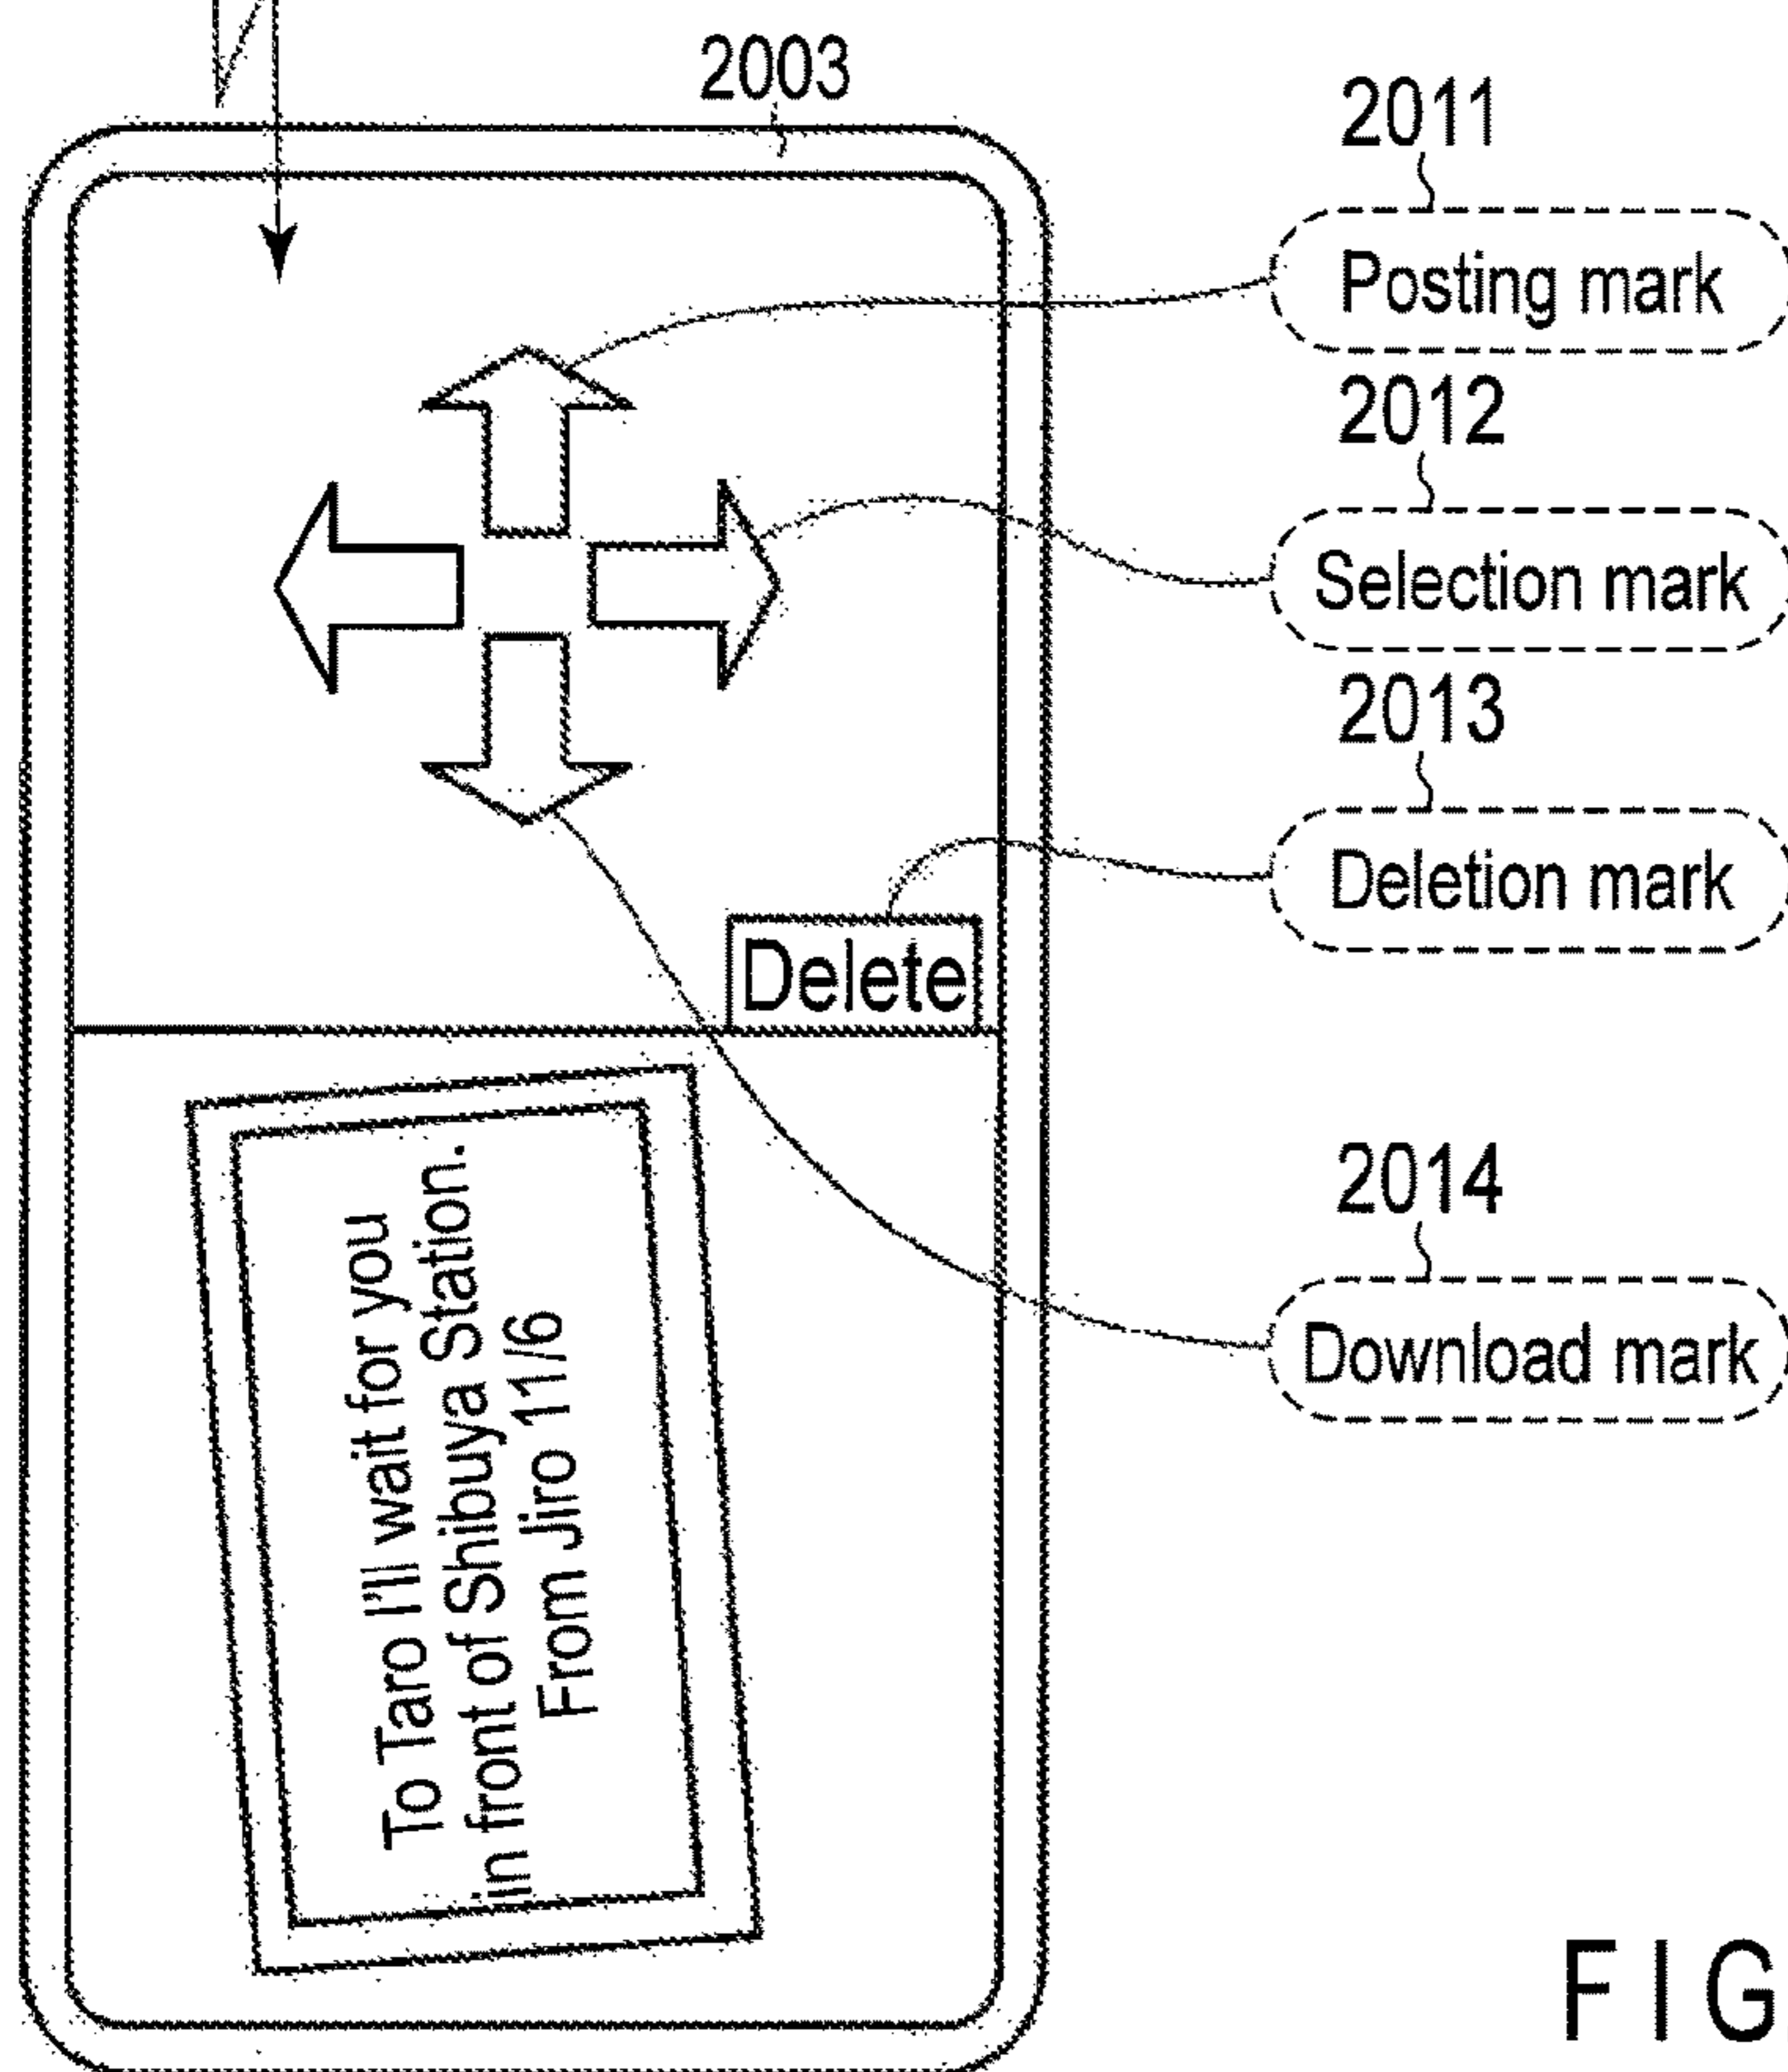 2003
2011
Posting mark
2012
Selection mark
2013
Deletion mark
Delete
To Taro I'll wait for you
in front of Shibuya Station.
From Jiro 11/6
2014
Download mark
FIG.